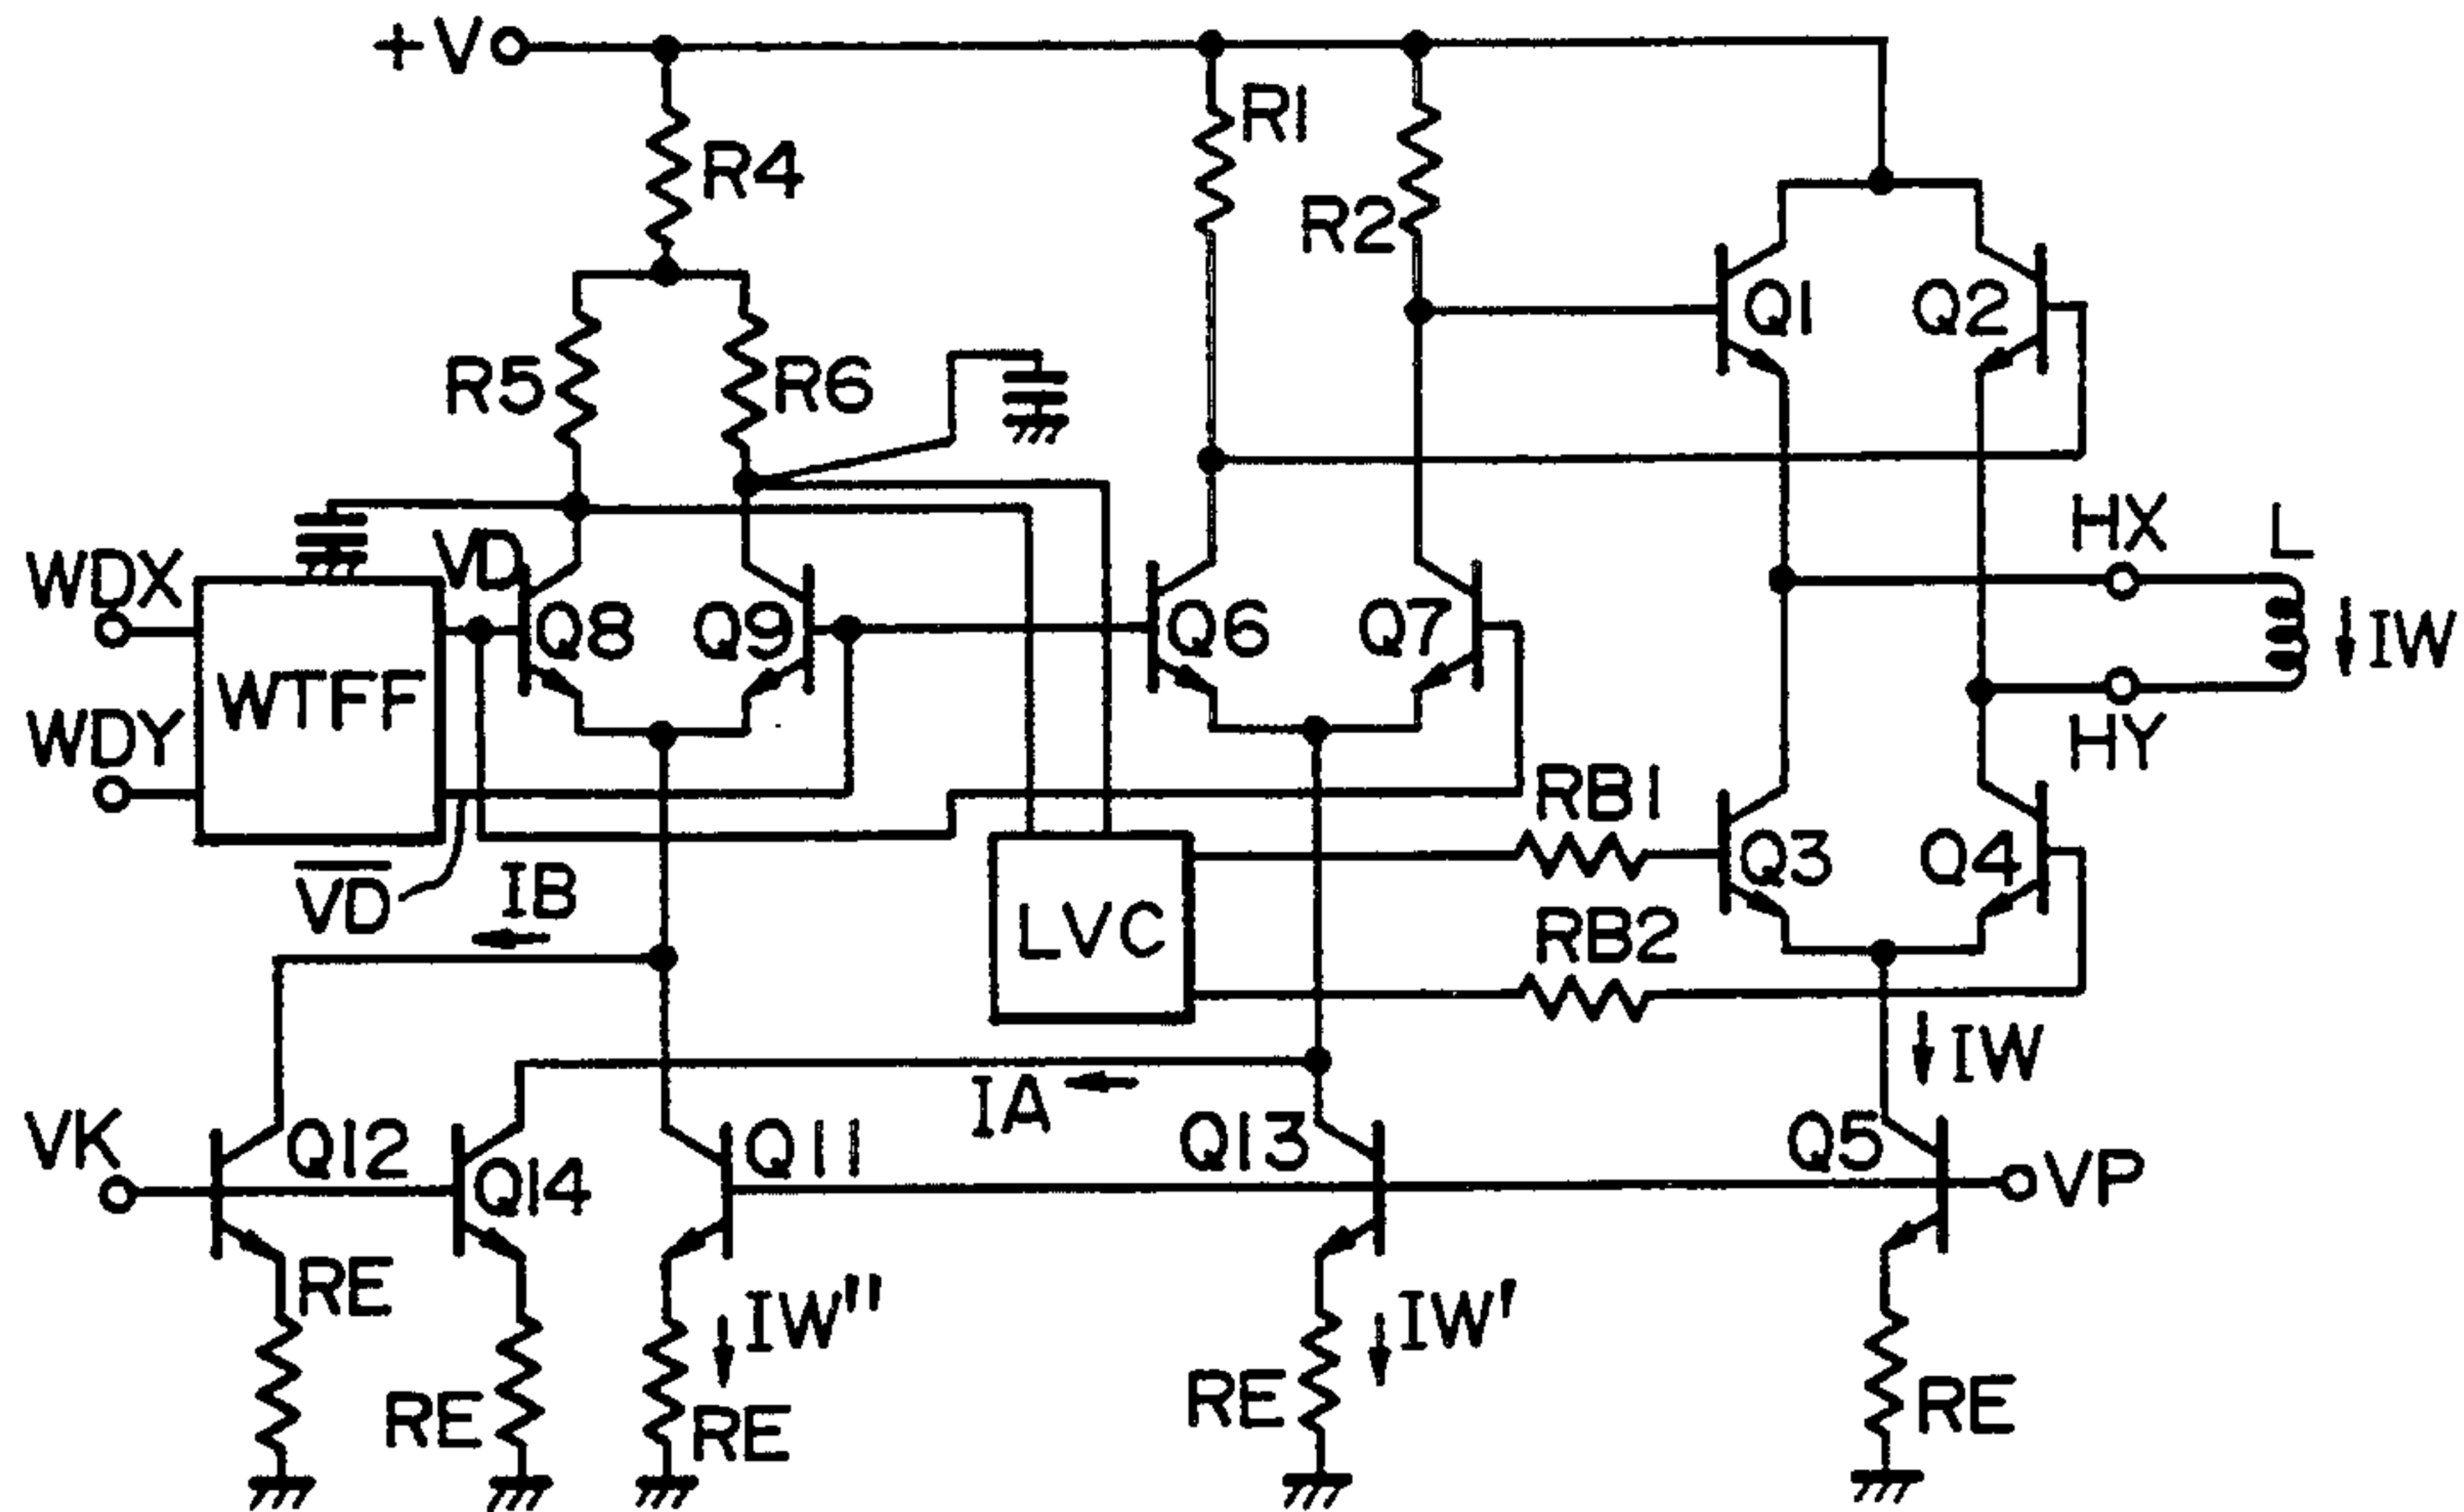 +V
R4
R1
R2
Q1
Q2
R5
R6
HX
L
WDX
VD
Q8
Q9
Q6
Q7
IW
WTFF
WDY
HY
RB1
Q3
Q4
VD
IB
LVC
RB2
IW
IA
VK
Q12
Q14
Q11
Q13
Q5
VP
RE
IW"
IW'
RE
RE
RE
RE